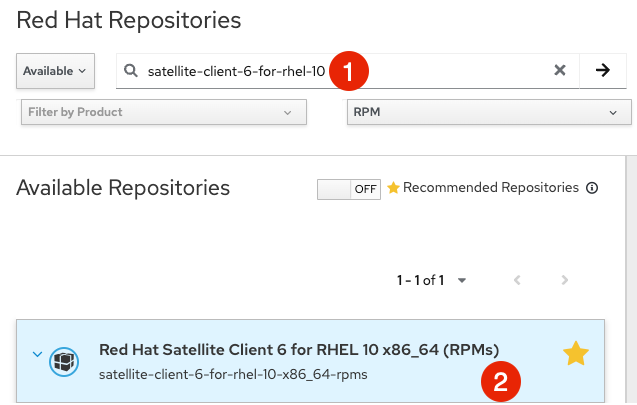 Red Hat Repositories
Available satellite-client-6-for-rhel-10 1
Filter by Product RPM
Available Repositories OFF Recommended Repositories
1 - 1 of 1
Red Hat Satellite Client 6 for RHEL 10 x86_64 (RPMs)
satellite-client-6-for-rhel-10-x86_64-rpms
2